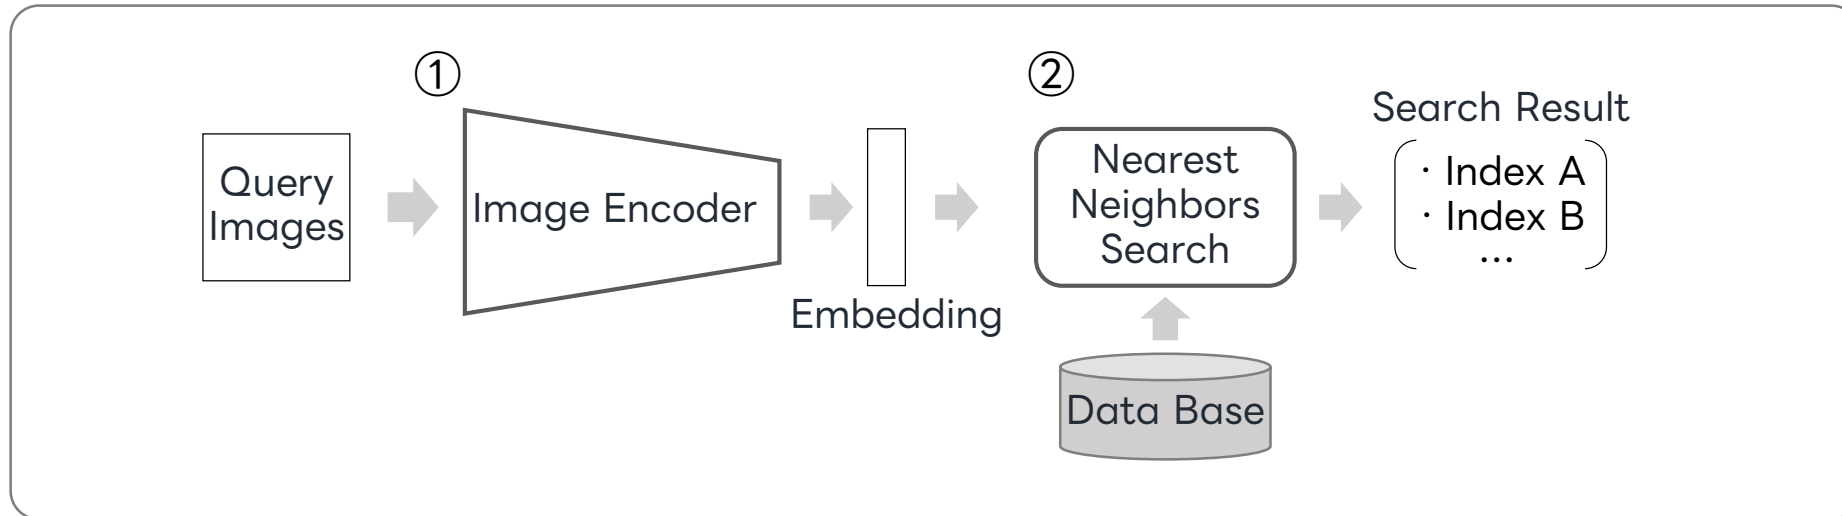 ①
Query
Images
Image Encoder
Embedding
②
Nearest
Neighbors
Search
Data Base
Search Result
· Index A
· Index B
...